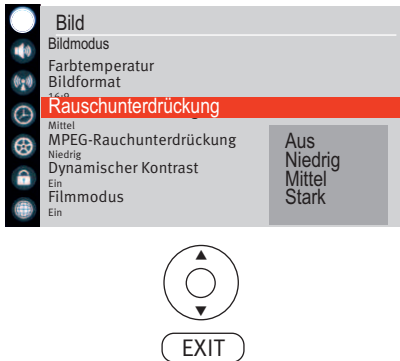 Bild
Bildmodus
Farbtemperatur
Bildformat
16:9
Rauschunterdrückung
Mittel
MPEG-Rauchunterdrückung
Niedrig
Dynamischer Kontrast
Ein
Filmmodus
Ein
Aus
Niedrig
Mittel
Stark
EXIT